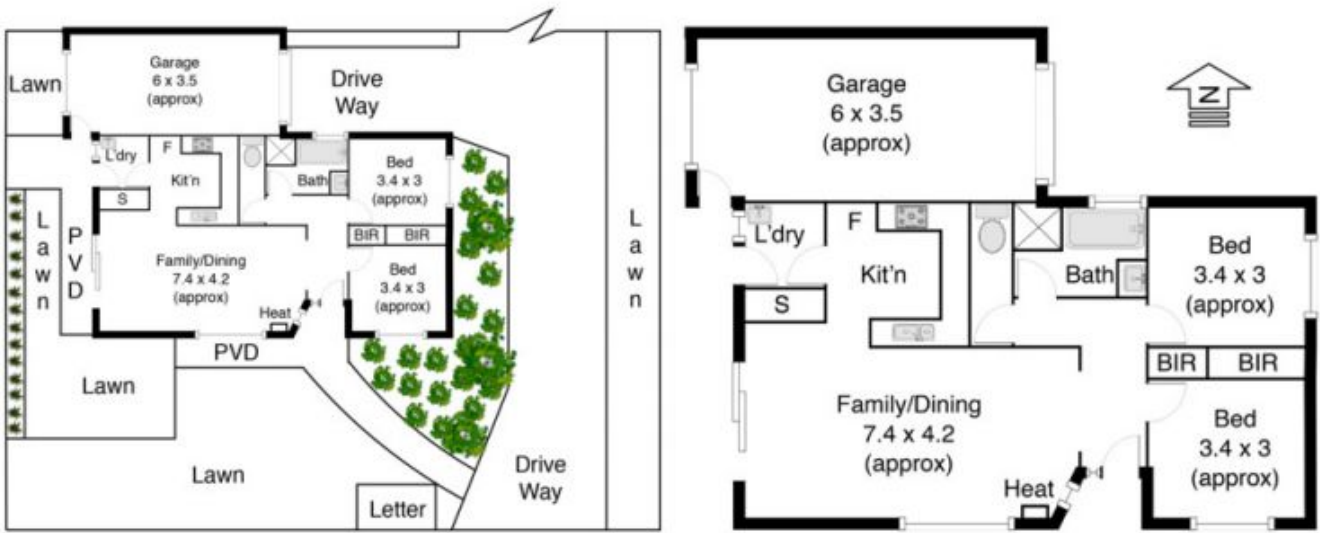 Lawn
Garage
6 x 3.5
(approx)
Drive
Way
L'dry
F
Kit'n
S
Bath
Bed
3.4 x 3
(approx)
BIR
BIR
Lawn
PVD
Family/Dining
7.4 x 4.2
(approx)
Bed
3.4 x 3
(approx)
Heat
PVD
Lawn
Lawn
Lawn
Letter
Drive
Way
Garage
6 x 3.5
(approx)
N
L'dry
F
Kit'n
S
Bath
Bed
3.4 x 3
(approx)
BIR
BIR
Family/Dining
7.4 x 4.2
(approx)
Bed
3.4 x 3
(approx)
Heat